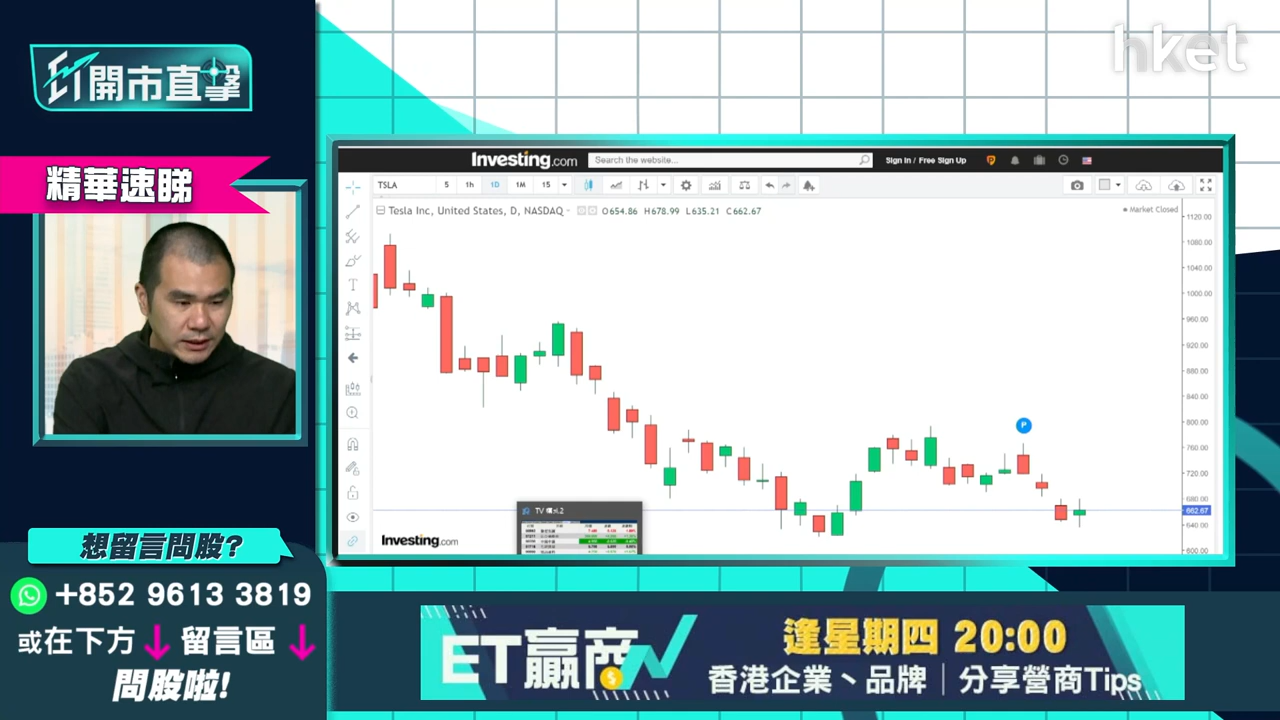 hket
ET開市直擊
精華速睇
Investing.com
Search the website...
Sign In / Free Sign Up
TSLA
5
1h
1D
1M
15
Tesla Inc, United States, D, NASDAQ
O654.86 H678.99 L635.21 C662.67
Market Closed
1120.00
1080.00
1040.00
1000.00
960.00
920.00
880.00
840.00
800.00
760.00
720.00
680.00
662.67
640.00
600.00
P
Investing.com
想留言問股?
+852 9613 3819
或在下方 留言區
問股啦!
ET贏商
逢星期四 20:00
香港企業、品牌｜分享營商Tips